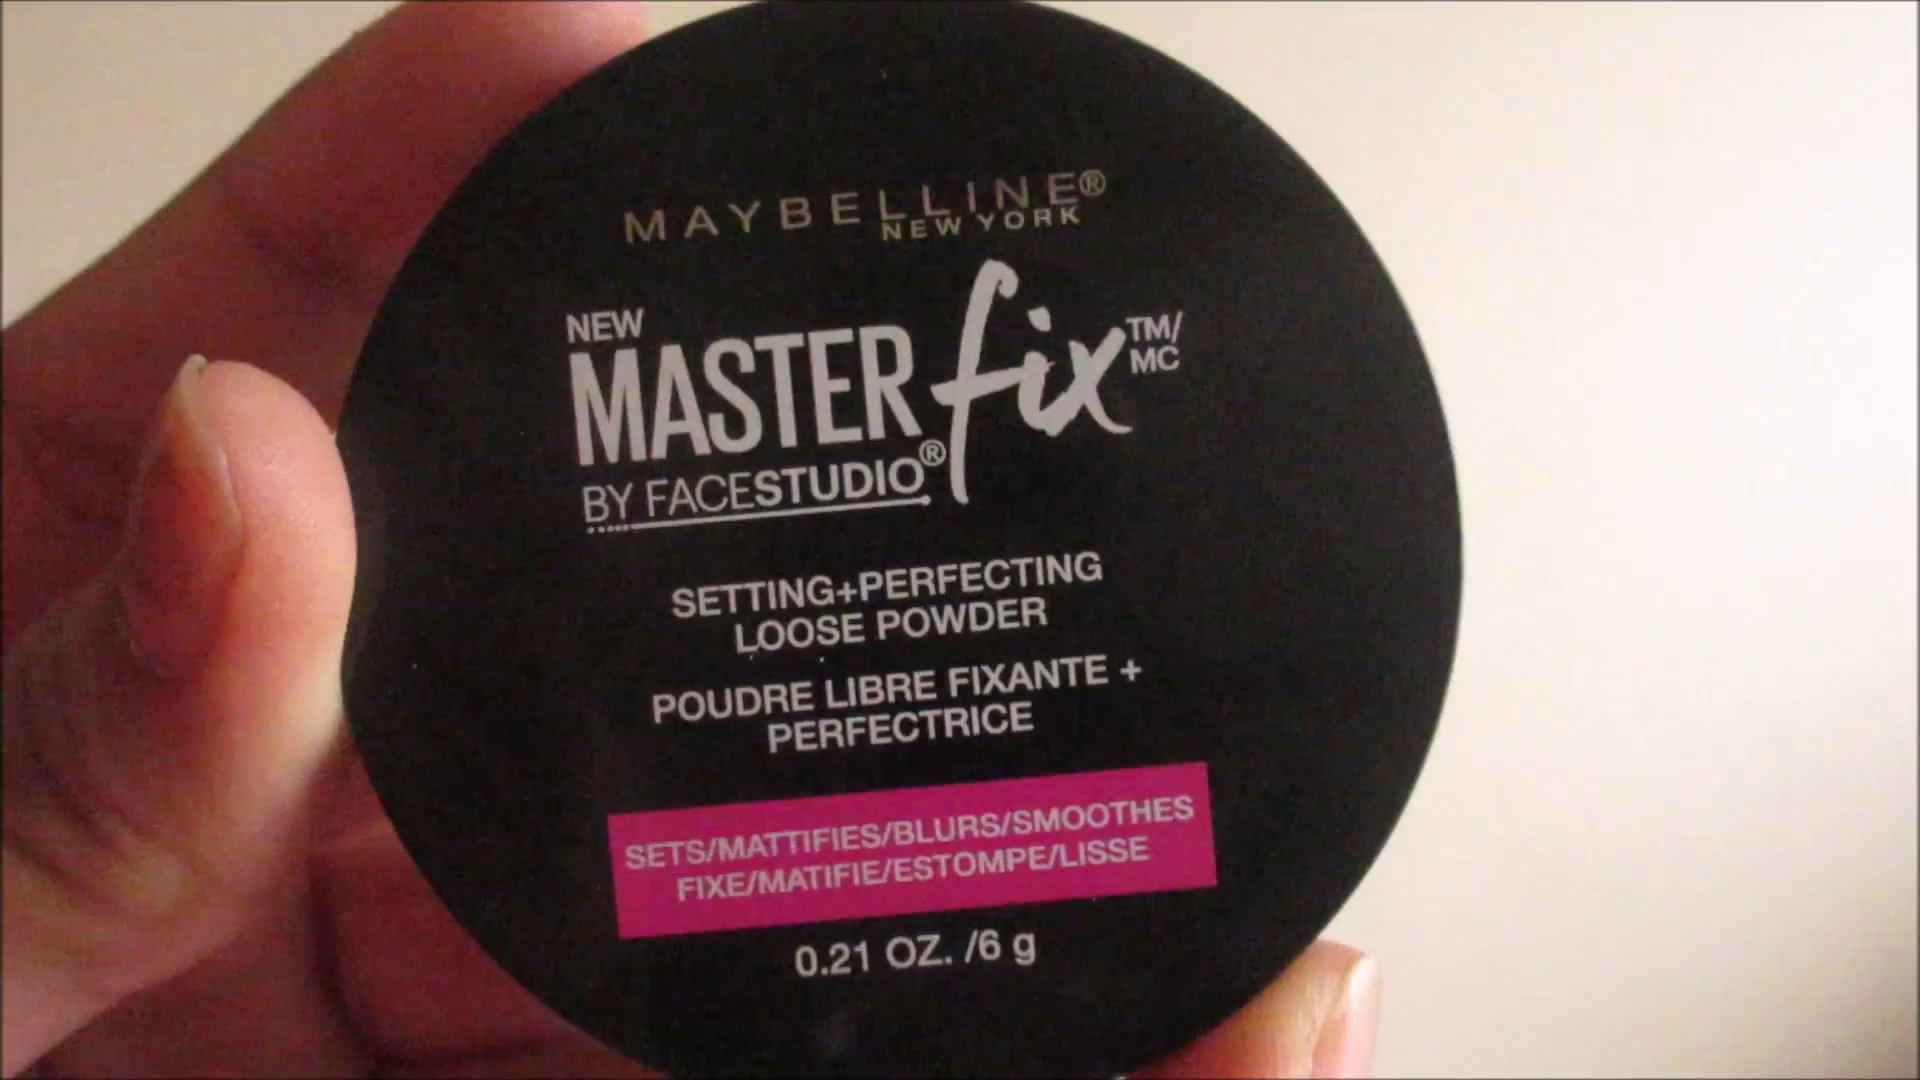 MAYBELLINE®
NEW YORK
NEW
MASTER fix TM/
MC
BY FACESTUDIO®
SETTING+PERFECTING
LOOSE POWDER
POUDRE LIBRE FIXANTE +
PERFECTRICE
SETS/MATTIFIES/BLURS/SMOOTHES
FIXE/MATIFIE/ESTOMPE/LISSE
0.21 OZ. /6 g